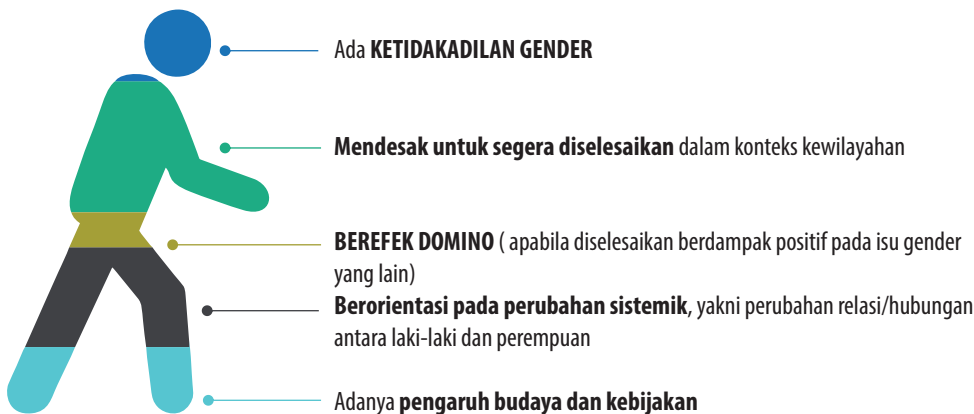 Ada KETIDAKADILAN GENDER
Mendesak untuk segera diselesaikan dalam konteks kewilayahan
BEREFEK DOMINO ( apabila diselesaikan berdampak positif pada isu gender
yang lain)
Berorientasi pada perubahan sistemik, yakni perubahan relasi/hubungan
antara laki-laki dan perempuan
Adanya pengaruh budaya dan kebijakan